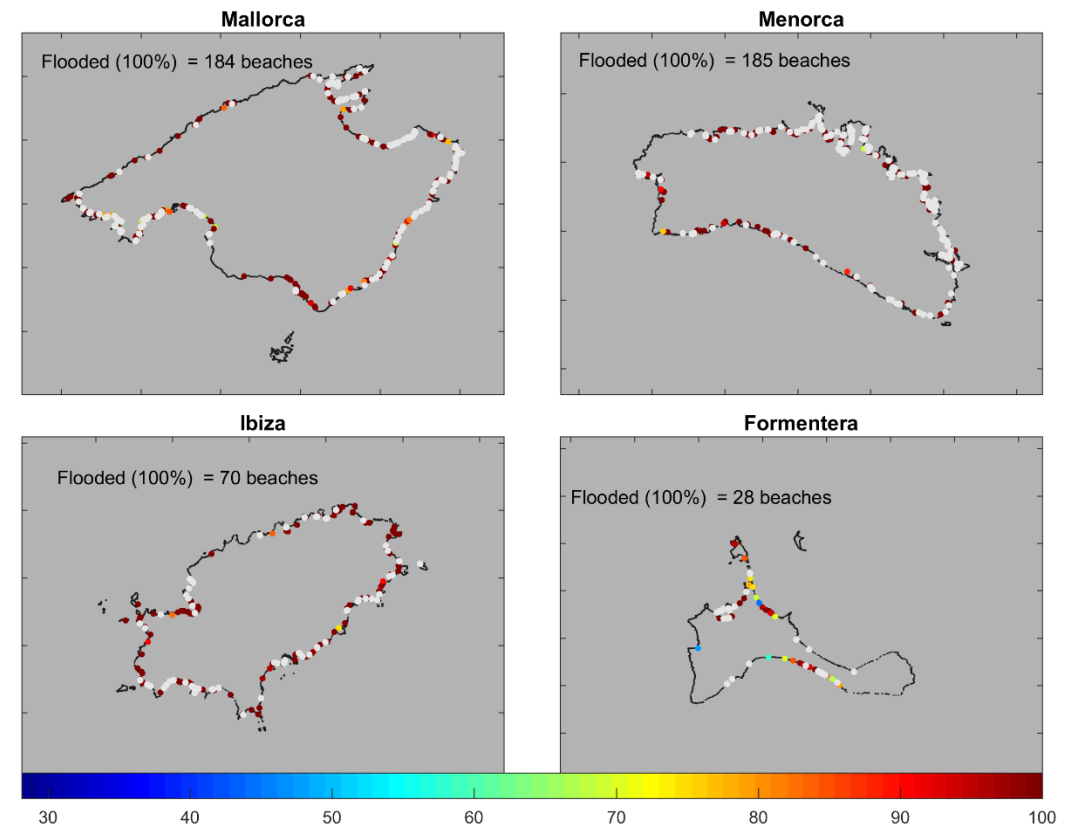 Mallorca
Flooded (100%) = 184 beaches
Menorca
Flooded (100%) = 185 beaches
Ibiza
Flooded (100%) = 70 beaches
Formentera
Flooded (100%) = 28 beaches
30 40 50 60 70 80 90 100